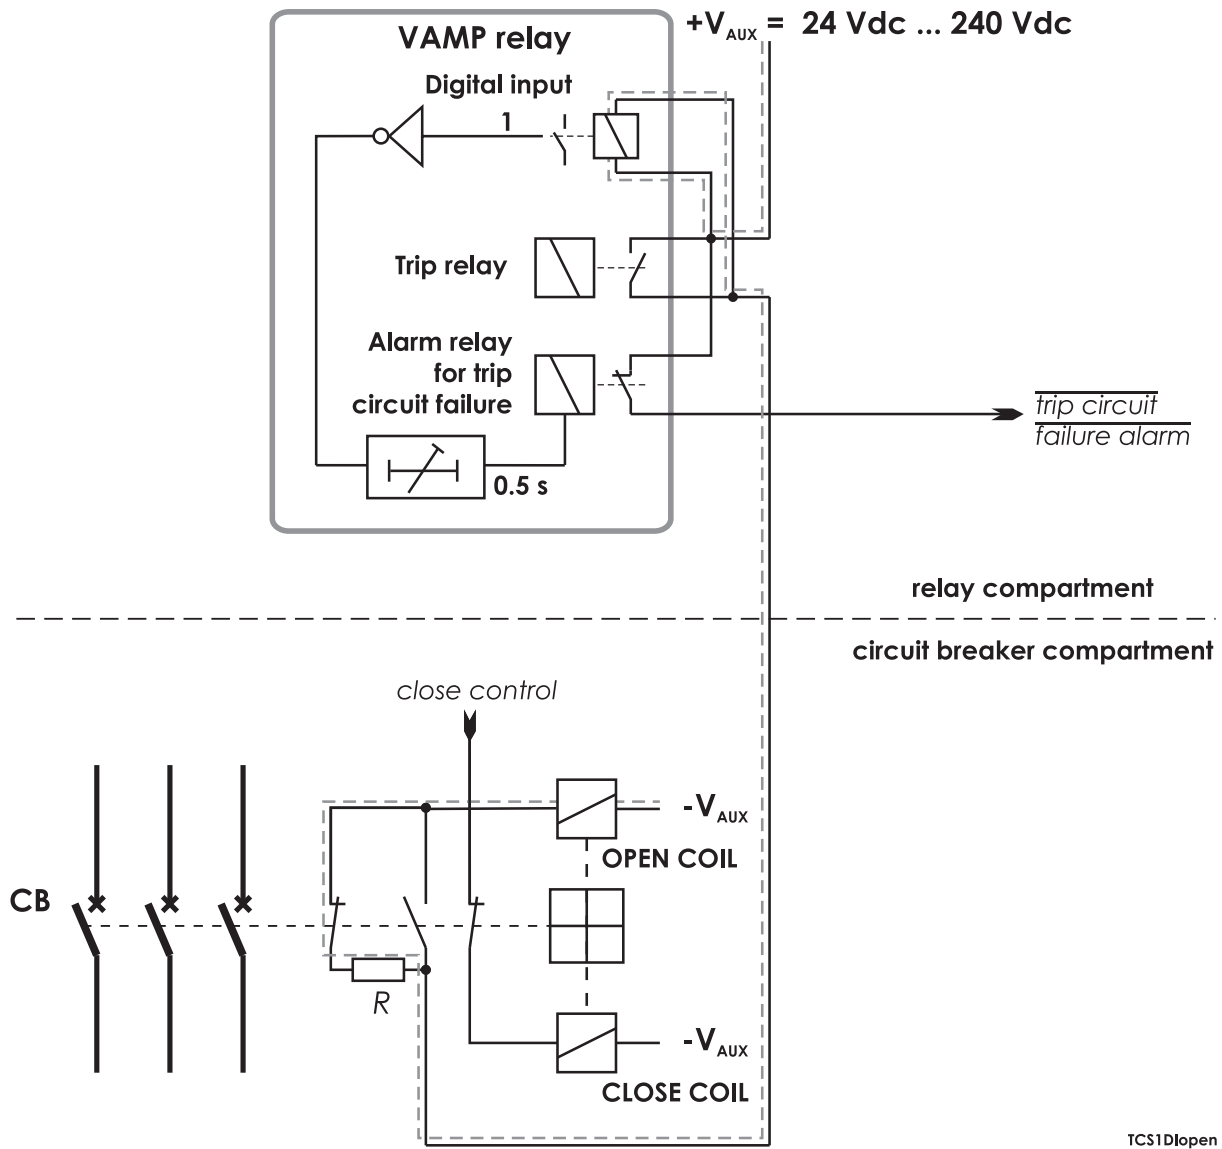 VAMP relay
+VAUX = 24 Vdc ... 240 Vdc
Digital input
1
Trip relay
Alarm relay
for trip
circuit failure
trip circuit
failure alarm
0.5 s
relay compartment
circuit breaker compartment
close control
-VAUX
OPEN COIL
CB
R
-VAUX
CLOSE COIL
TCS1DIopen